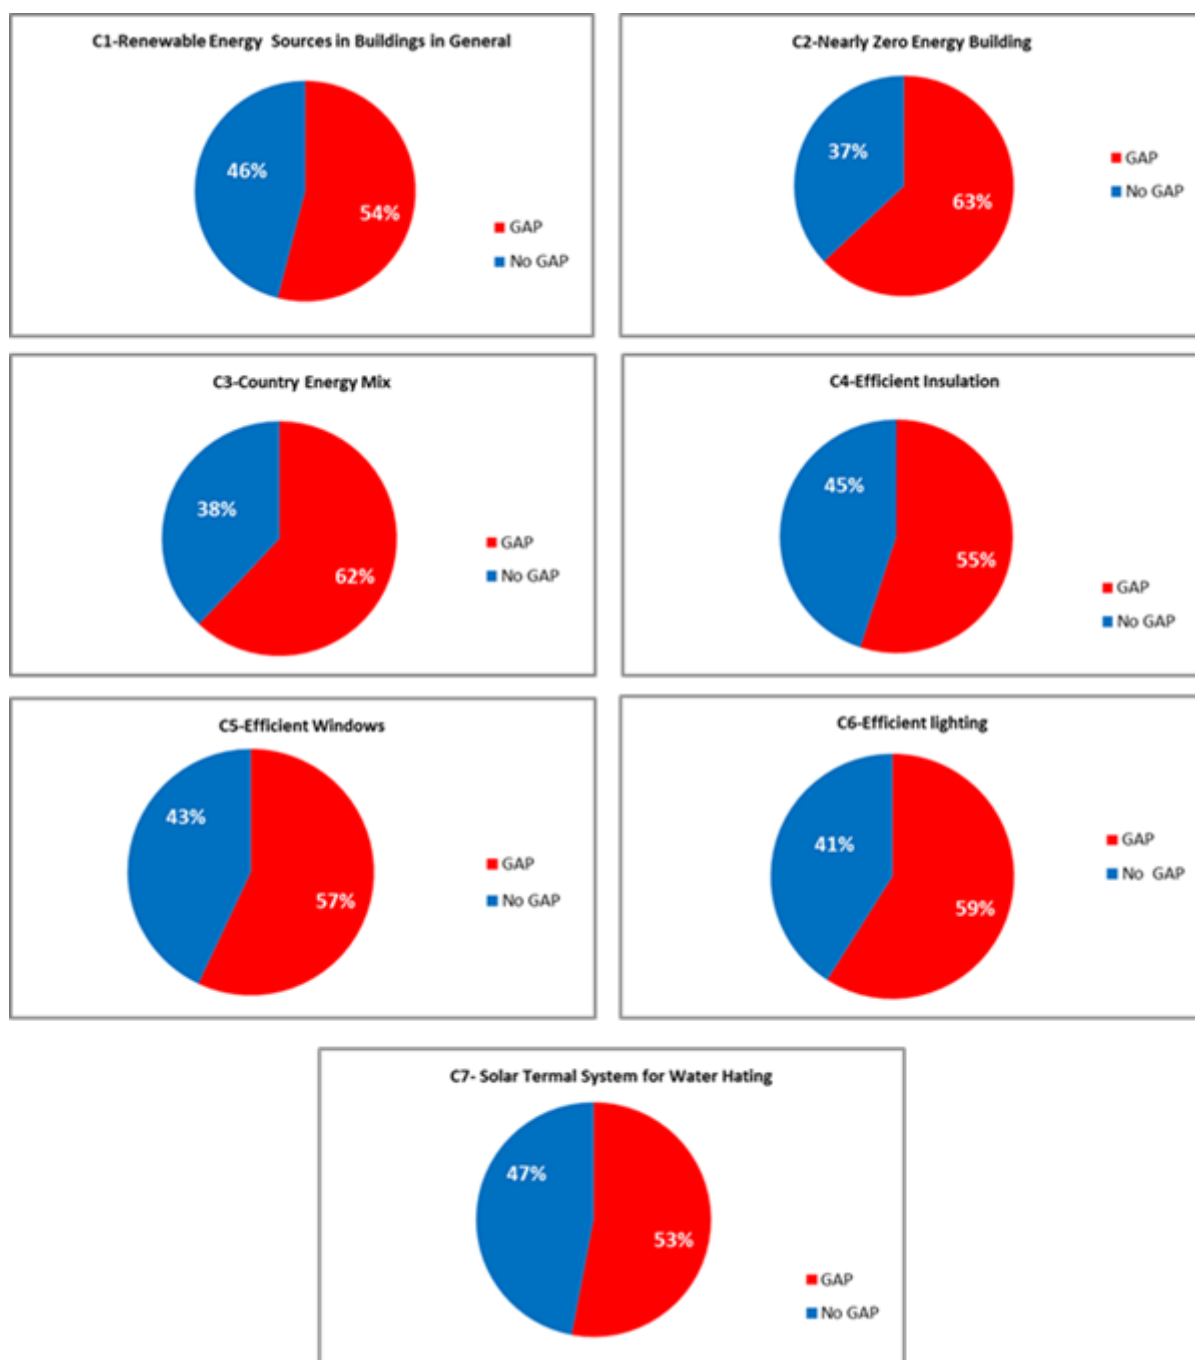 C1-Renewable Energy Sources in Buildings in General
46%
54%
GAP
No GAP
C2-Nearly Zero Energy Building
37%
63%
GAP
No GAP
C3-Country Energy Mix
38%
62%
GAP
No GAP
C4-Efficient Insulation
45%
55%
GAP
No GAP
C5-Efficient Windows
43%
57%
GAP
No GAP
C6-Efficient lighting
41%
59%
GAP
No GAP
C7- Solar Termal System for Water Hating
47%
53%
GAP
No GAP